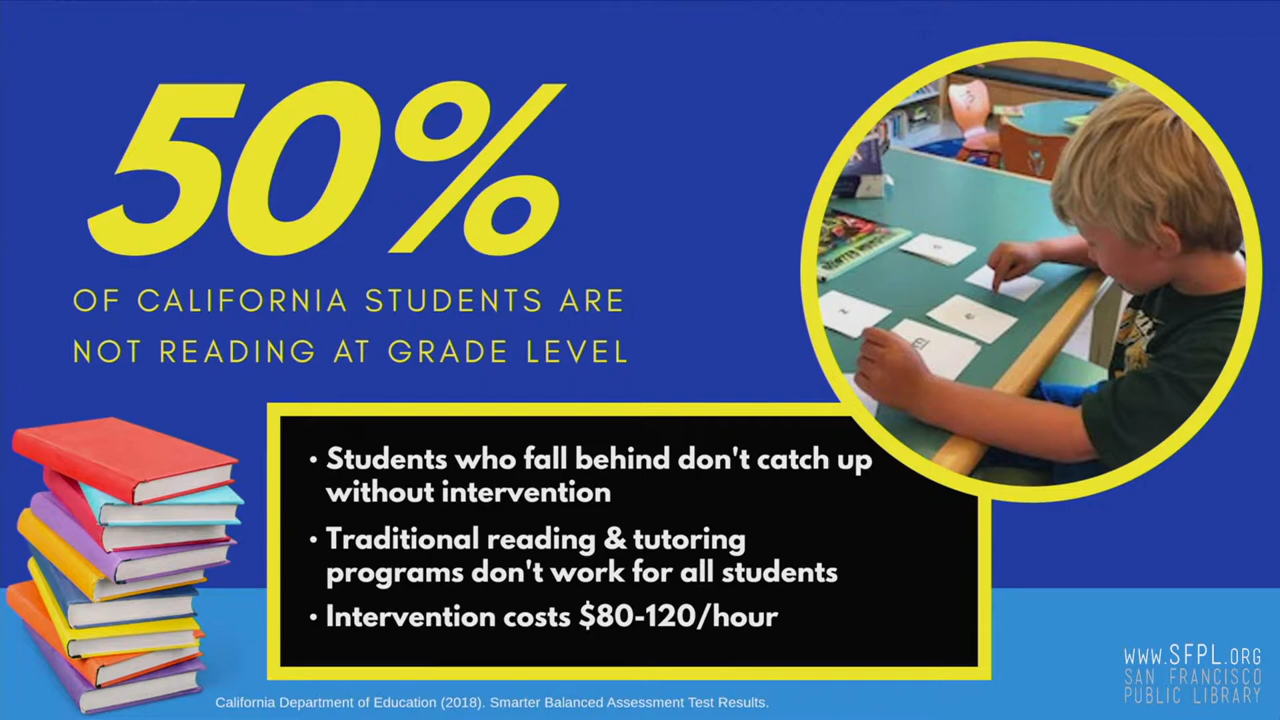 50%
OF CALIFORNIA STUDENTS ARE
NOT READING AT GRADE LEVEL
• Students who fall behind don't catch up
without intervention
• Traditional reading & tutoring
programs don't work for all students
• Intervention costs $80-120/hour
California Department of Education (2018). Smarter Balanced Assessment Test Results.
WWW.SFPL.ORG
SAN FRANCISCO
PUBLIC LIBRARY